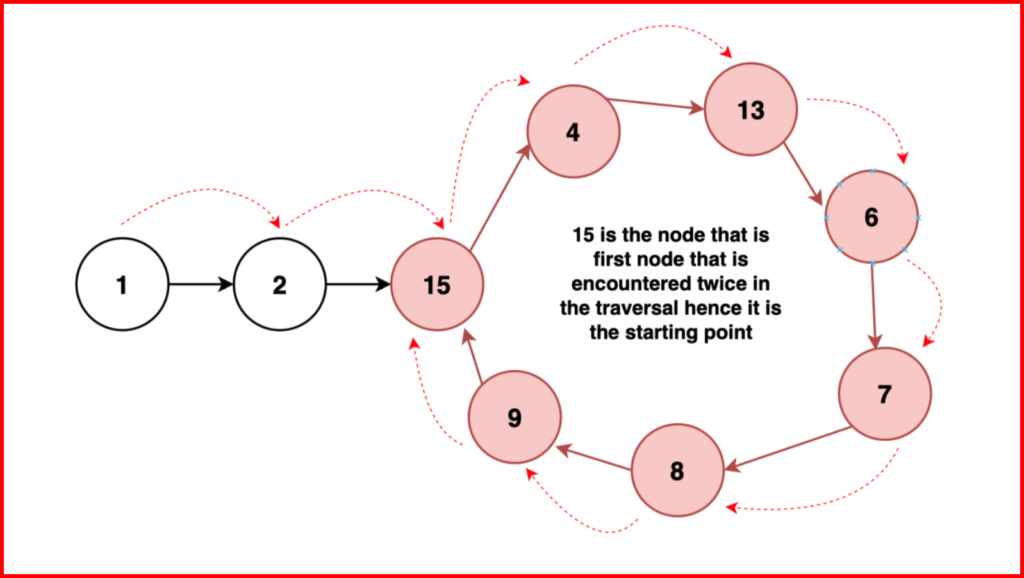 4
13
6
15 is the node that is
first node that is
encountered twice in
the traversal hence it is
the starting point
1
2
15
7
9
8